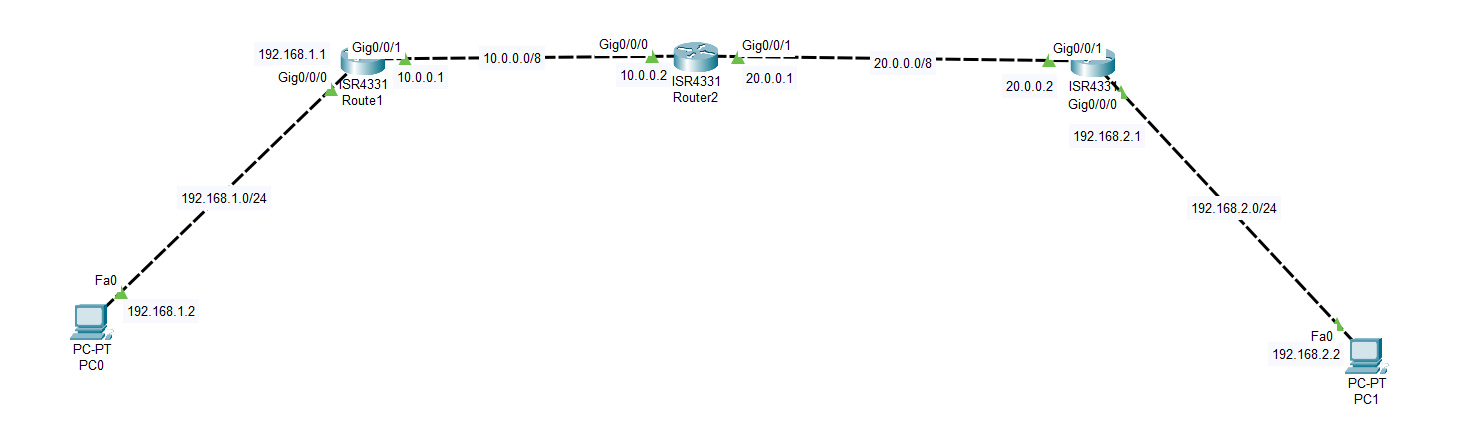 192.168.1.1
Gig0/0/1
Gig0/0/0
ISR4331
Route1
10.0.0.1
10.0.0.0/8
Gig0/0/0
10.0.0.2
ISR4331
Router2
Gig0/0/1
20.0.0.1
20.0.0.0/8
Gig0/0/1
20.0.0.2
Gig0/0/0
192.168.2.1
192.168.1.0/24
192.168.2.0/24
Fa0
192.168.1.2
PC-PT
PC0
Fa0
192.168.2.2
PC-PT
PC1